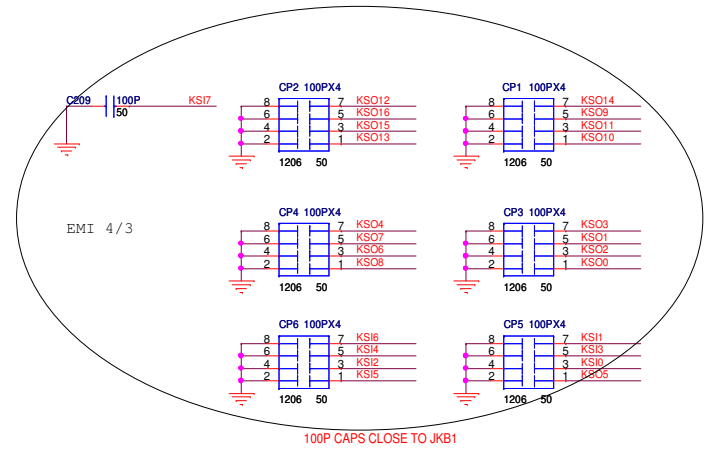 C209 100P KSI7
50
CP2 100PX4
8 7 KSO12
6 5 KSO16
4 3 KSO15
2 1 KSO13
1206 50
CP1 100PX4
8 7 KSO14
6 5 KSO9
4 3 KSO11
2 1 KSO10
1206 50
EMI 4/3
CP4 100PX4
8 7 KSO4
6 5 KSO7
4 3 KSO6
2 1 KSO8
1206 50
CP3 100PX4
8 7 KSO3
6 5 KSO1
4 3 KSO2
2 1 KSO0
1206 50
CP6 100PX4
8 7 KSI6
6 5 KSI4
4 3 KSI2
2 1 KSI5
1206 50
CP5 100PX4
8 7 KSI1
6 5 KSI3
4 3 KSI0
2 1 KSO5
1206 50
100P CAPS CLOSE TO JKB1